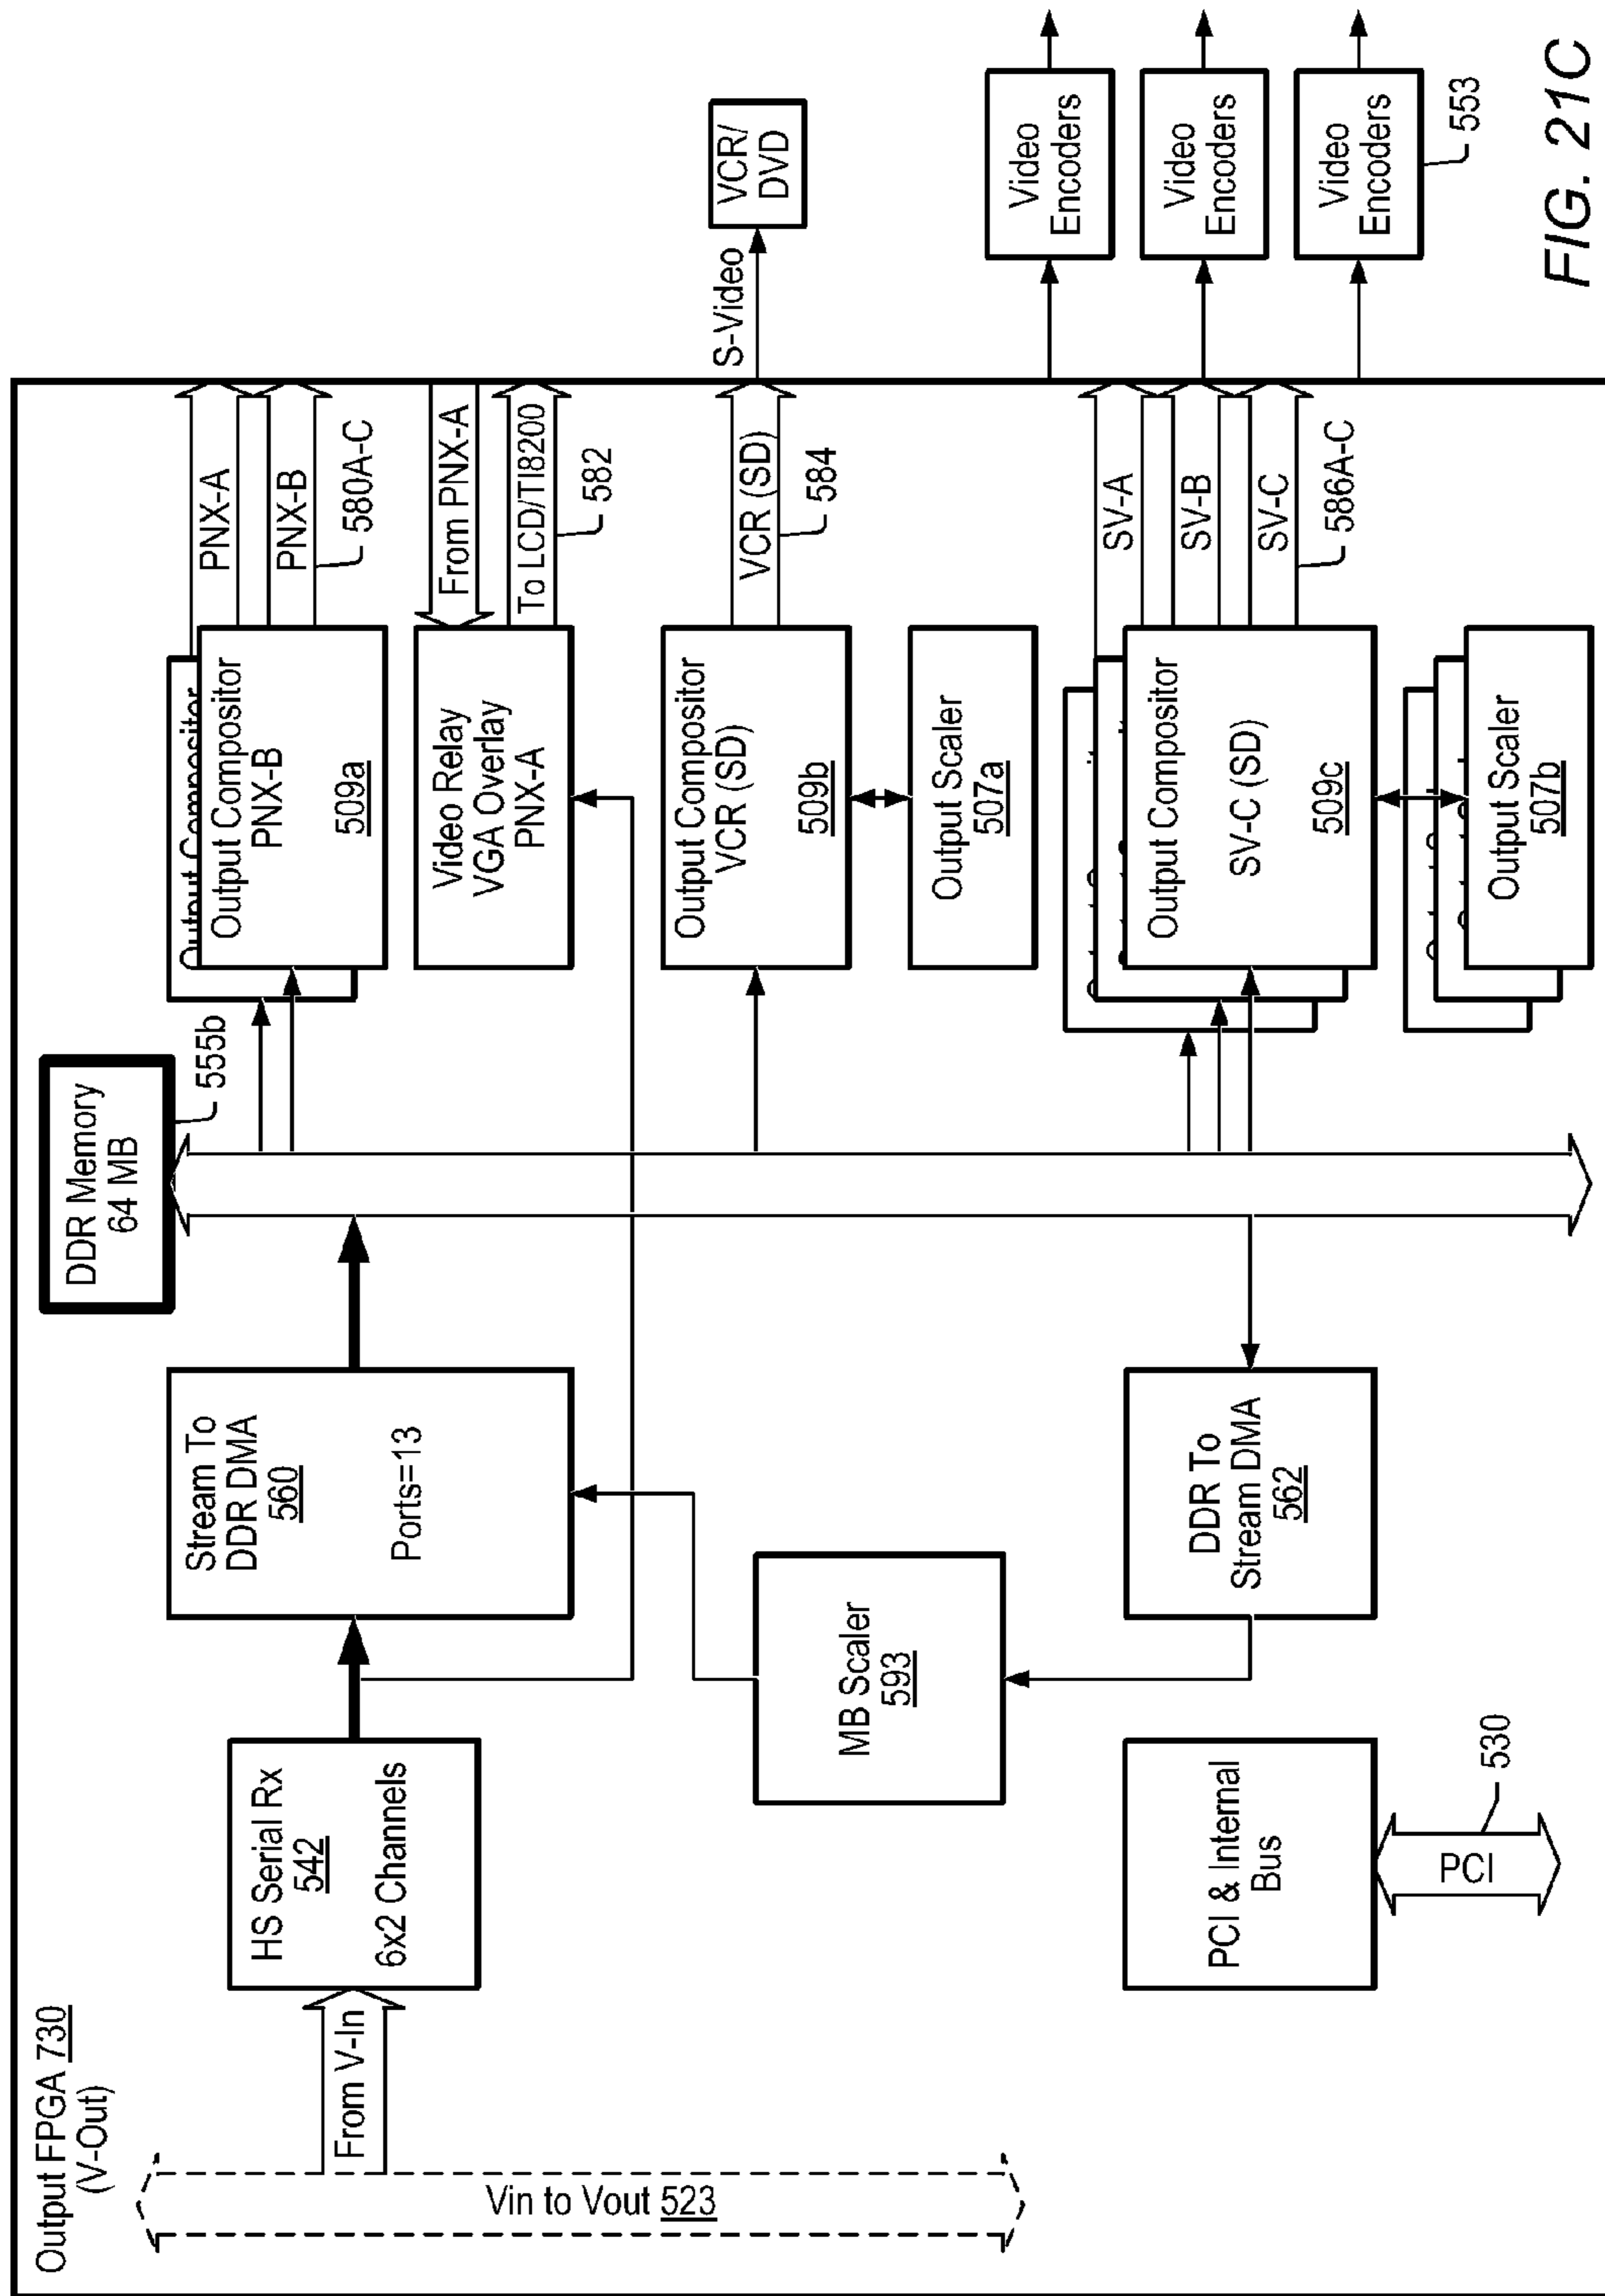 Output FPGA 730
(V-Out)
Vin to Vout 523
From V-In
HS Serial Rx
542
6x2 Channels
Stream To
DDR DMA
560
Ports=13
MB Scaler
593
DDR To
Stream DMA
562
PCI & Internal
Bus
PCI
530
DDR Memory
64 MB
555b
Output Compositor
Output Compositor
PNX-B
509a
PNX-A
PNX-B
580A-C
Video Relay
VGA Overlay
PNX-A
From PNX-A
To LCD/TI8200
582
Output Compositor
VCR (SD)
509b
VCR (SD)
584
S-Video
VCR/
DVD
Output Scaler
507a
Output Compositor
SV-C (SD)
509c
SV-A
SV-B
SV-C
586A-C
Output Scaler
507b
Video
Encoders
Video
Encoders
Video
Encoders
553
FIG. 21C